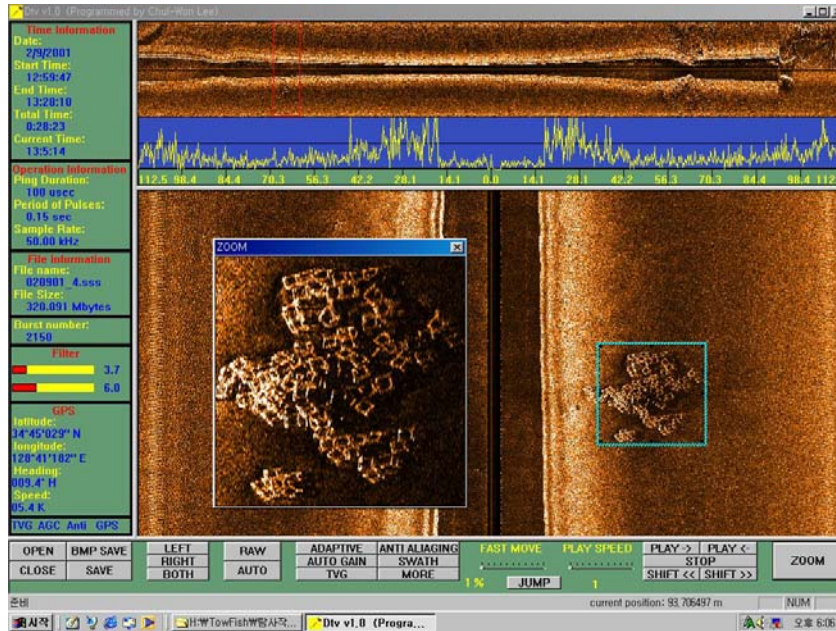 Dtv v1.0 (Programmed by Chul-Won Lee)
Time Information
Date:
2/9/2001
Start Time:
12:59:47
End Time:
13:28:10
Total Time:
0:28:23
Current Time:
13:5:14
Operation Information
Ping Duration:
100 usec
Period of Pulses:
0.15 sec
Sample Rate:
50.00 kHz
File information
File name:
020901_4.sss
File Size:
320.091 Mbytes
Burst number:
2150
Filter
3.7
6.0
GPS
latitude:
34°45'029" N
longitude:
128°41'182" E
Heading:
009.4° H
Speed:
05.4 K
TVG AGC Anti GPS
112.5 98.4 84.4 70.3 56.3 42.2 28.1 14.1 0.0 14.1 28.1 42.2 56.3 70.3 84.4 98.4 112.
ZOOM
OPEN BMP SAVE LEFT RAW ADAPTIVE ANTI ALIAGING FAST MOVE PLAY SPEED PLAY -> PLAY <- ZOOM
RIGHT AUTO GAIN SWATH STOP
CLOSE SAVE BOTH AUTO TVG MORE 1 % JUMP 1 SHIFT << SHIFT >>
준비 current position: 93,706497 m NUM
시작 H:₩TowFish₩탐사작... Dtv v1.0 (Progra... 오후 6:08